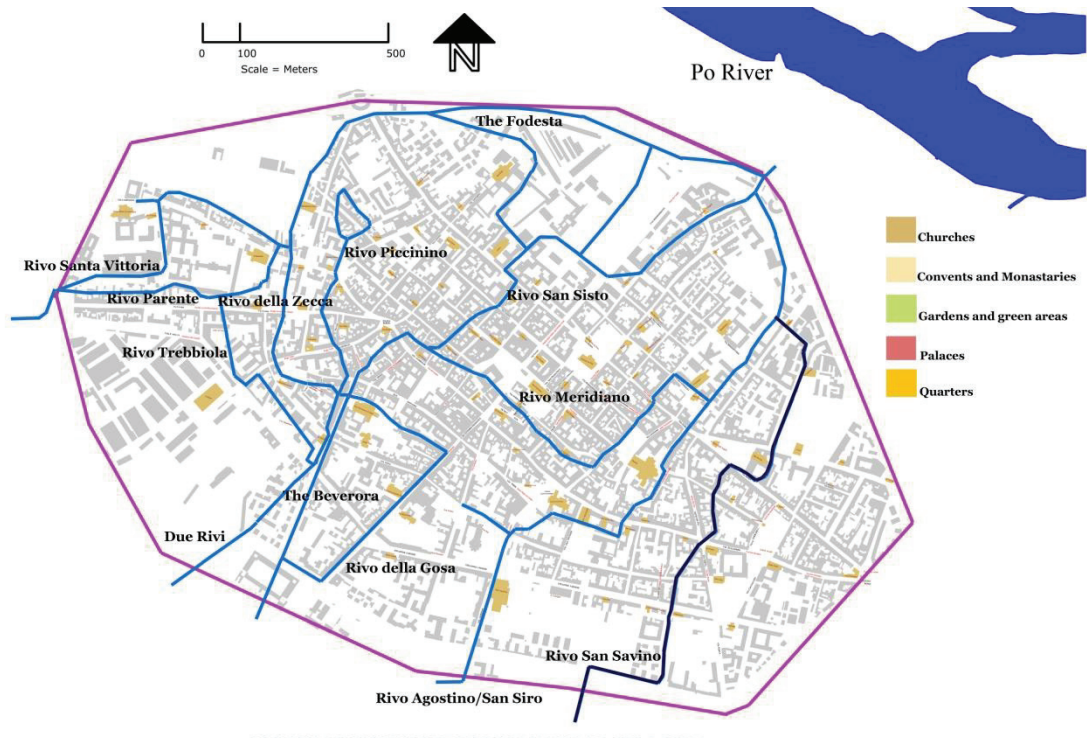 0 100 500
Scale = Meters
N
Po River
The Fodesta
Churches
Rivo Piccinino
Rivo Santa Vittoria
Convents and Monastaries
Rivo Parente
Rivo della Zecca
Rivo San Sisto
Gardens and green areas
Rivo Trebbiola
Palaces
Rivo Meridiano
Quarters
The Beverora
Due Rivi
Rivo della Gosa
Rivo San Savino
Rivo Agostino/San Siro